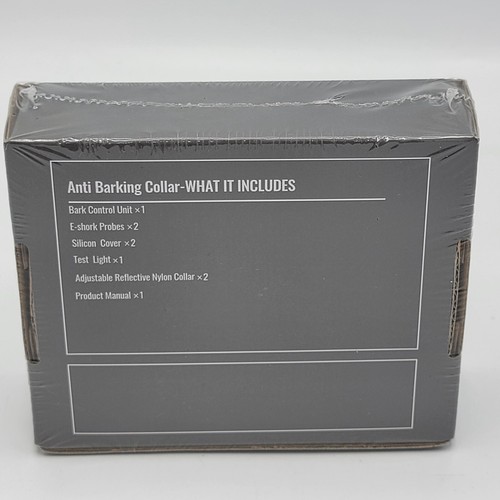 Anti Barking Collar-WHAT IT INCLUDES
Bark Control Unit ×1
E-shork Probes ×2
Silicon Cover ×2
Test Light ×1
Adjustable Reflective Nylon Collar ×2
Product Manual ×1